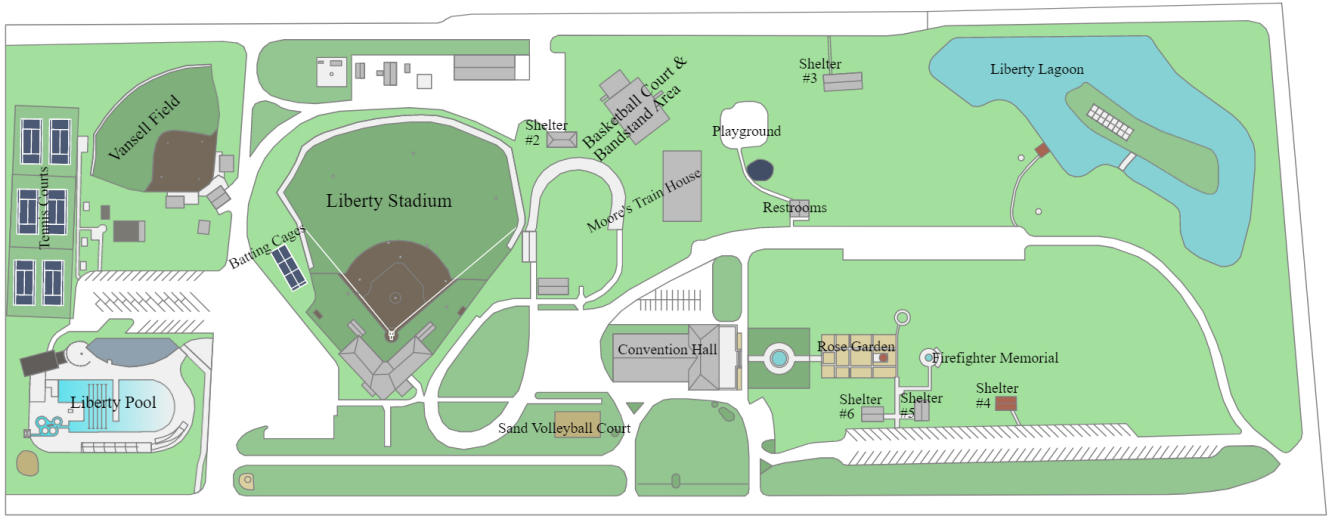 Vansell Field
Tennis Courts
Liberty Stadium
Batting Cages
Liberty Pool
Shelter
#2
Basketball Court &
Bandstand Area
Moore's Train House
Playground
Restrooms
Shelter
#3
Liberty Lagoon
Convention Hall
Rose Garden
Firefighter Memorial
Shelter
#6
Shelter
#5
Shelter
#4
Sand Volleyball Court